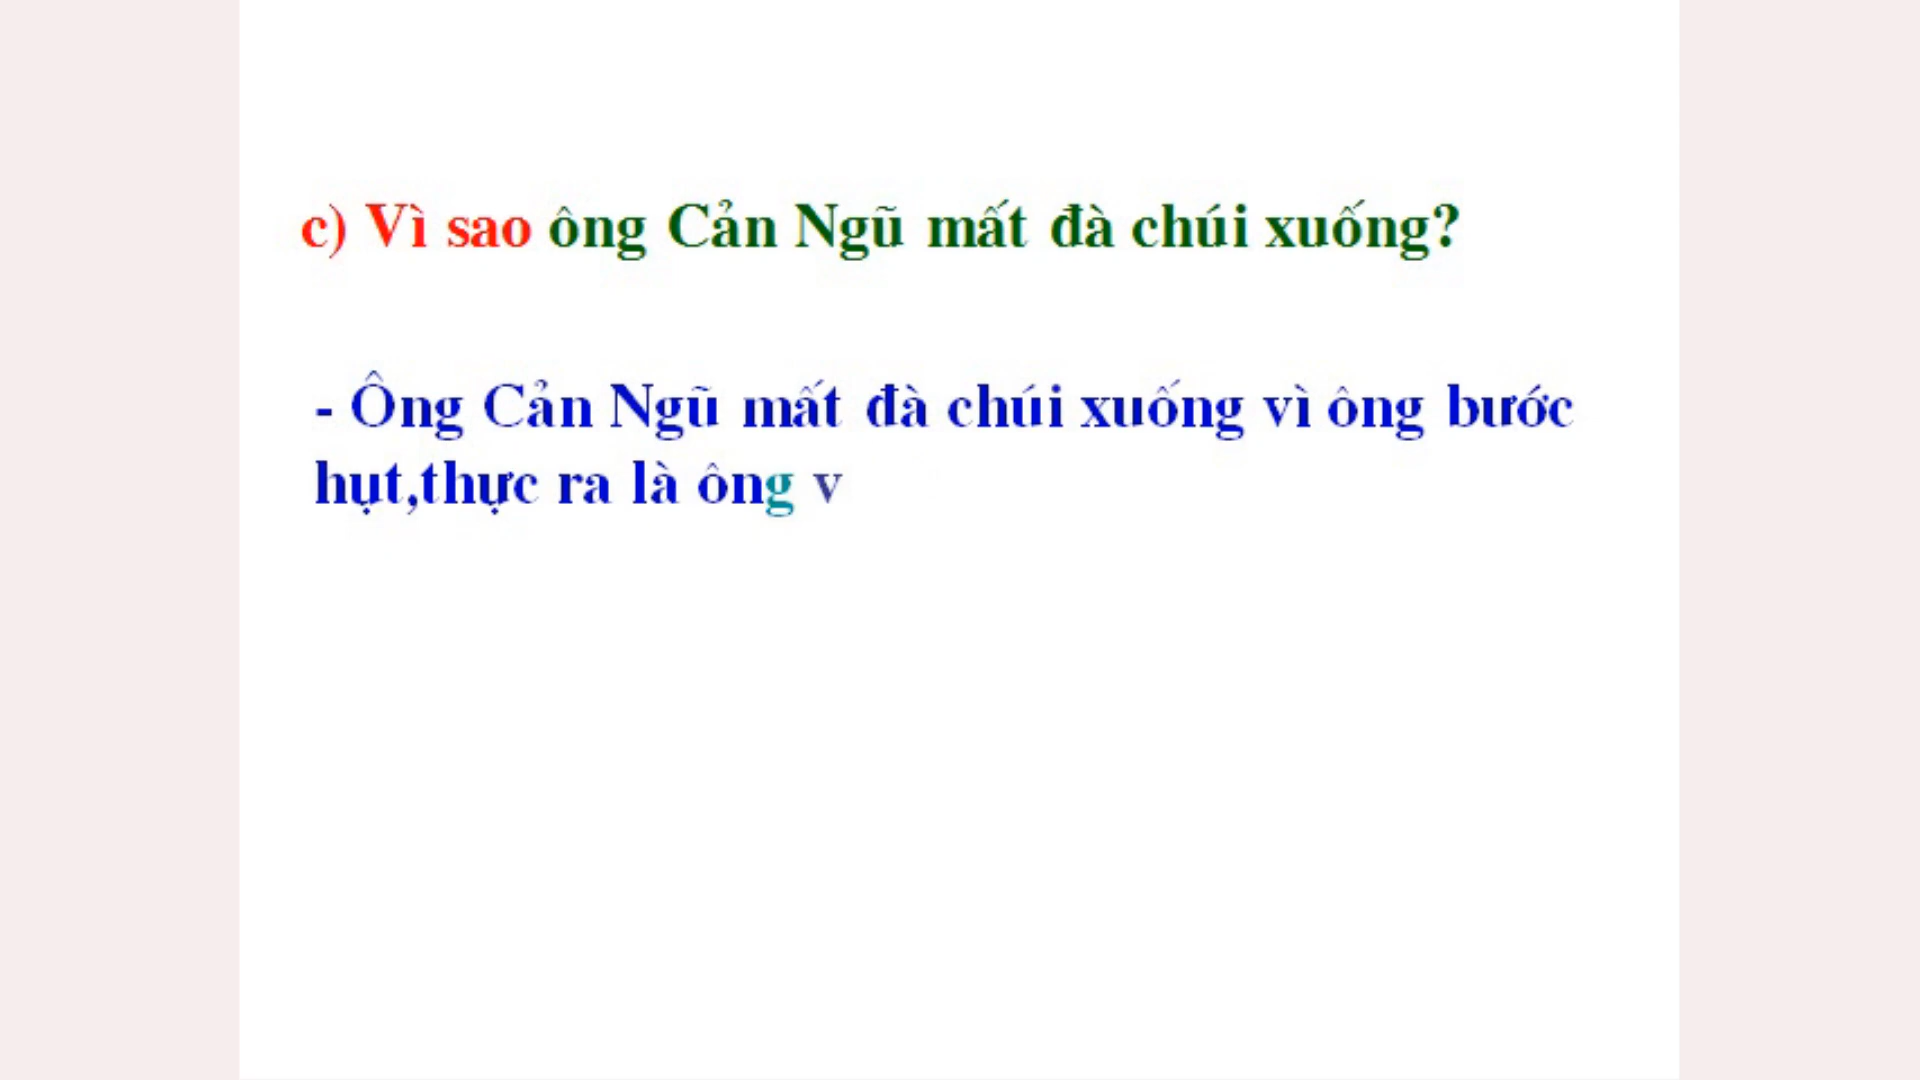 c) Vì sao ông Cản Ngũ mất đà chúi xuống?
- Ông Cản Ngũ mất đà chúi xuống vì ông bước
hụt,thực ra là ông v